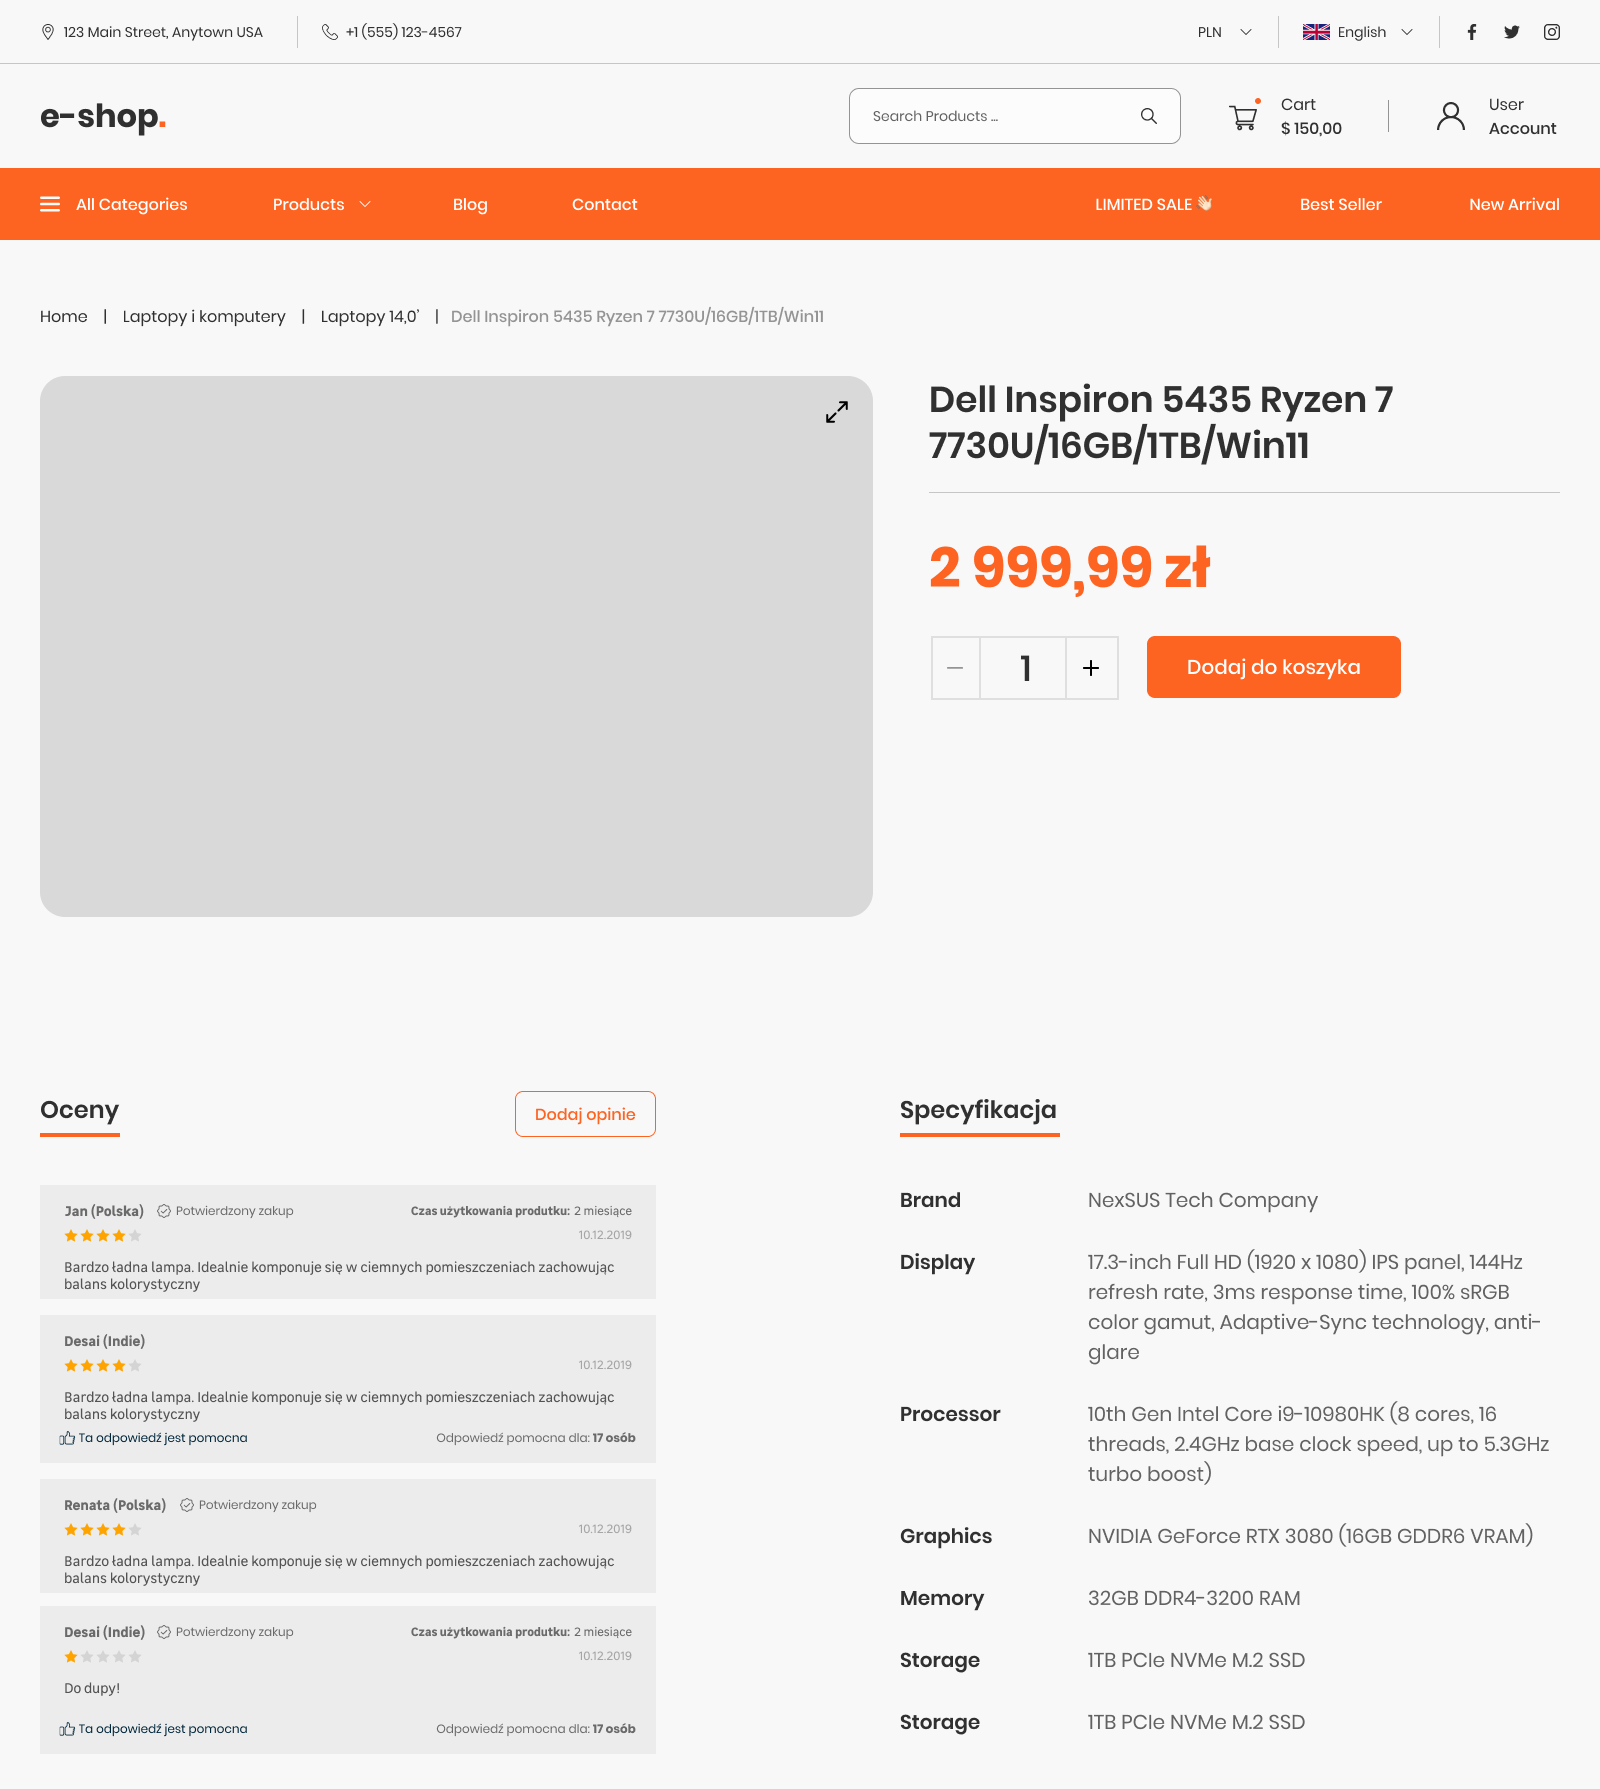 123 Main Street, Anytown USA
+1 (555) 123-4567
PLN
English
e-shop.
Search Products ...
Cart
$ 150,00
User
Account
All Categories
Products
Blog
Contact
LIMITED SALE 👋🏻
Best Seller
New Arrival
Home | Laptopy i komputery | Laptopy 14,0' | Dell Inspiron 5435 Ryzen 7 7730U/16GB/1TB/Win11
Dell Inspiron 5435 Ryzen 7
7730U/16GB/1TB/Win11
2 999,99 zł
1
Dodaj do koszyka
Oceny
Dodaj opinie
Jan (Polska) Potwierdzony zakup Czas użytkowania produtku: 2 miesiące
10.12.2019
Bardzo ładna lampa. Idealnie komponuje się w ciemnych pomieszczeniach zachowując
balans kolorystyczny
Desai (Indie)
10.12.2019
Bardzo ładna lampa. Idealnie komponuje się w ciemnych pomieszczeniach zachowując
balans kolorystyczny
Ta odpowiedź jest pomocna Odpowiedź pomocna dla: 17 osób
Renata (Polska) Potwierdzony zakup
10.12.2019
Bardzo ładna lampa. Idealnie komponuje się w ciemnych pomieszczeniach zachowując
balans kolorystyczny
Desai (Indie) Potwierdzony zakup Czas użytkowania produtku: 2 miesiące
10.12.2019
Do dupy!
Ta odpowiedź jest pomocna Odpowiedź pomocna dla: 17 osób
Specyfikacja
Brand NexSUS Tech Company
Display 17.3-inch Full HD (1920 x 1080) IPS panel, 144Hz
refresh rate, 3ms response time, 100% sRGB
color gamut, Adaptive-Sync technology, anti-
glare
Processor 10th Gen Intel Core i9-10980HK (8 cores, 16
threads, 2.4GHz base clock speed, up to 5.3GHz
turbo boost)
Graphics NVIDIA GeForce RTX 3080 (16GB GDDR6 VRAM)
Memory 32GB DDR4-3200 RAM
Storage 1TB PCIe NVMe M.2 SSD
Storage 1TB PCIe NVMe M.2 SSD